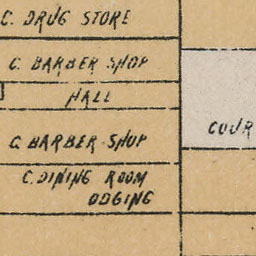 C. DRUG STORE
C. BARBER SHOP
HALL
COUR
C. BARBER SHOP
C. DINING ROOM
ODGING